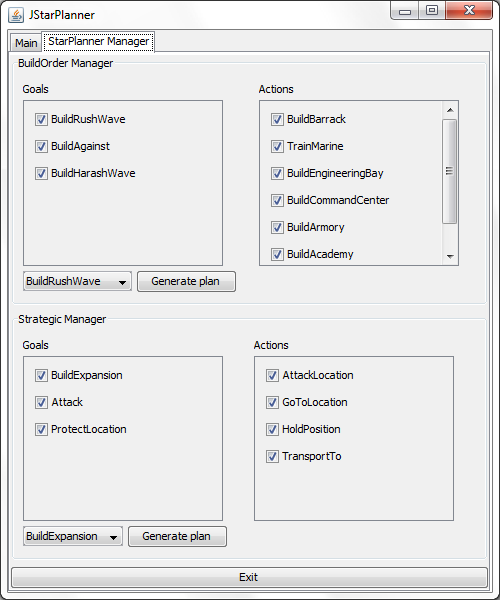 JStarPlanner
Main StarPlanner Manager
BuildOrder Manager
Goals
BuildRushWave
BuildAgainst
BuildHarashWave
Actions
BuildBarrack
TrainMarine
BuildEngineeringBay
BuildCommandCenter
BuildArmory
BuildAcademy
BuildRushWave Generate plan
Strategic Manager
Goals
BuildExpansion
Attack
ProtectLocation
Actions
AttackLocation
GoToLocation
HoldPosition
TransportTo
BuildExpansion Generate plan
Exit